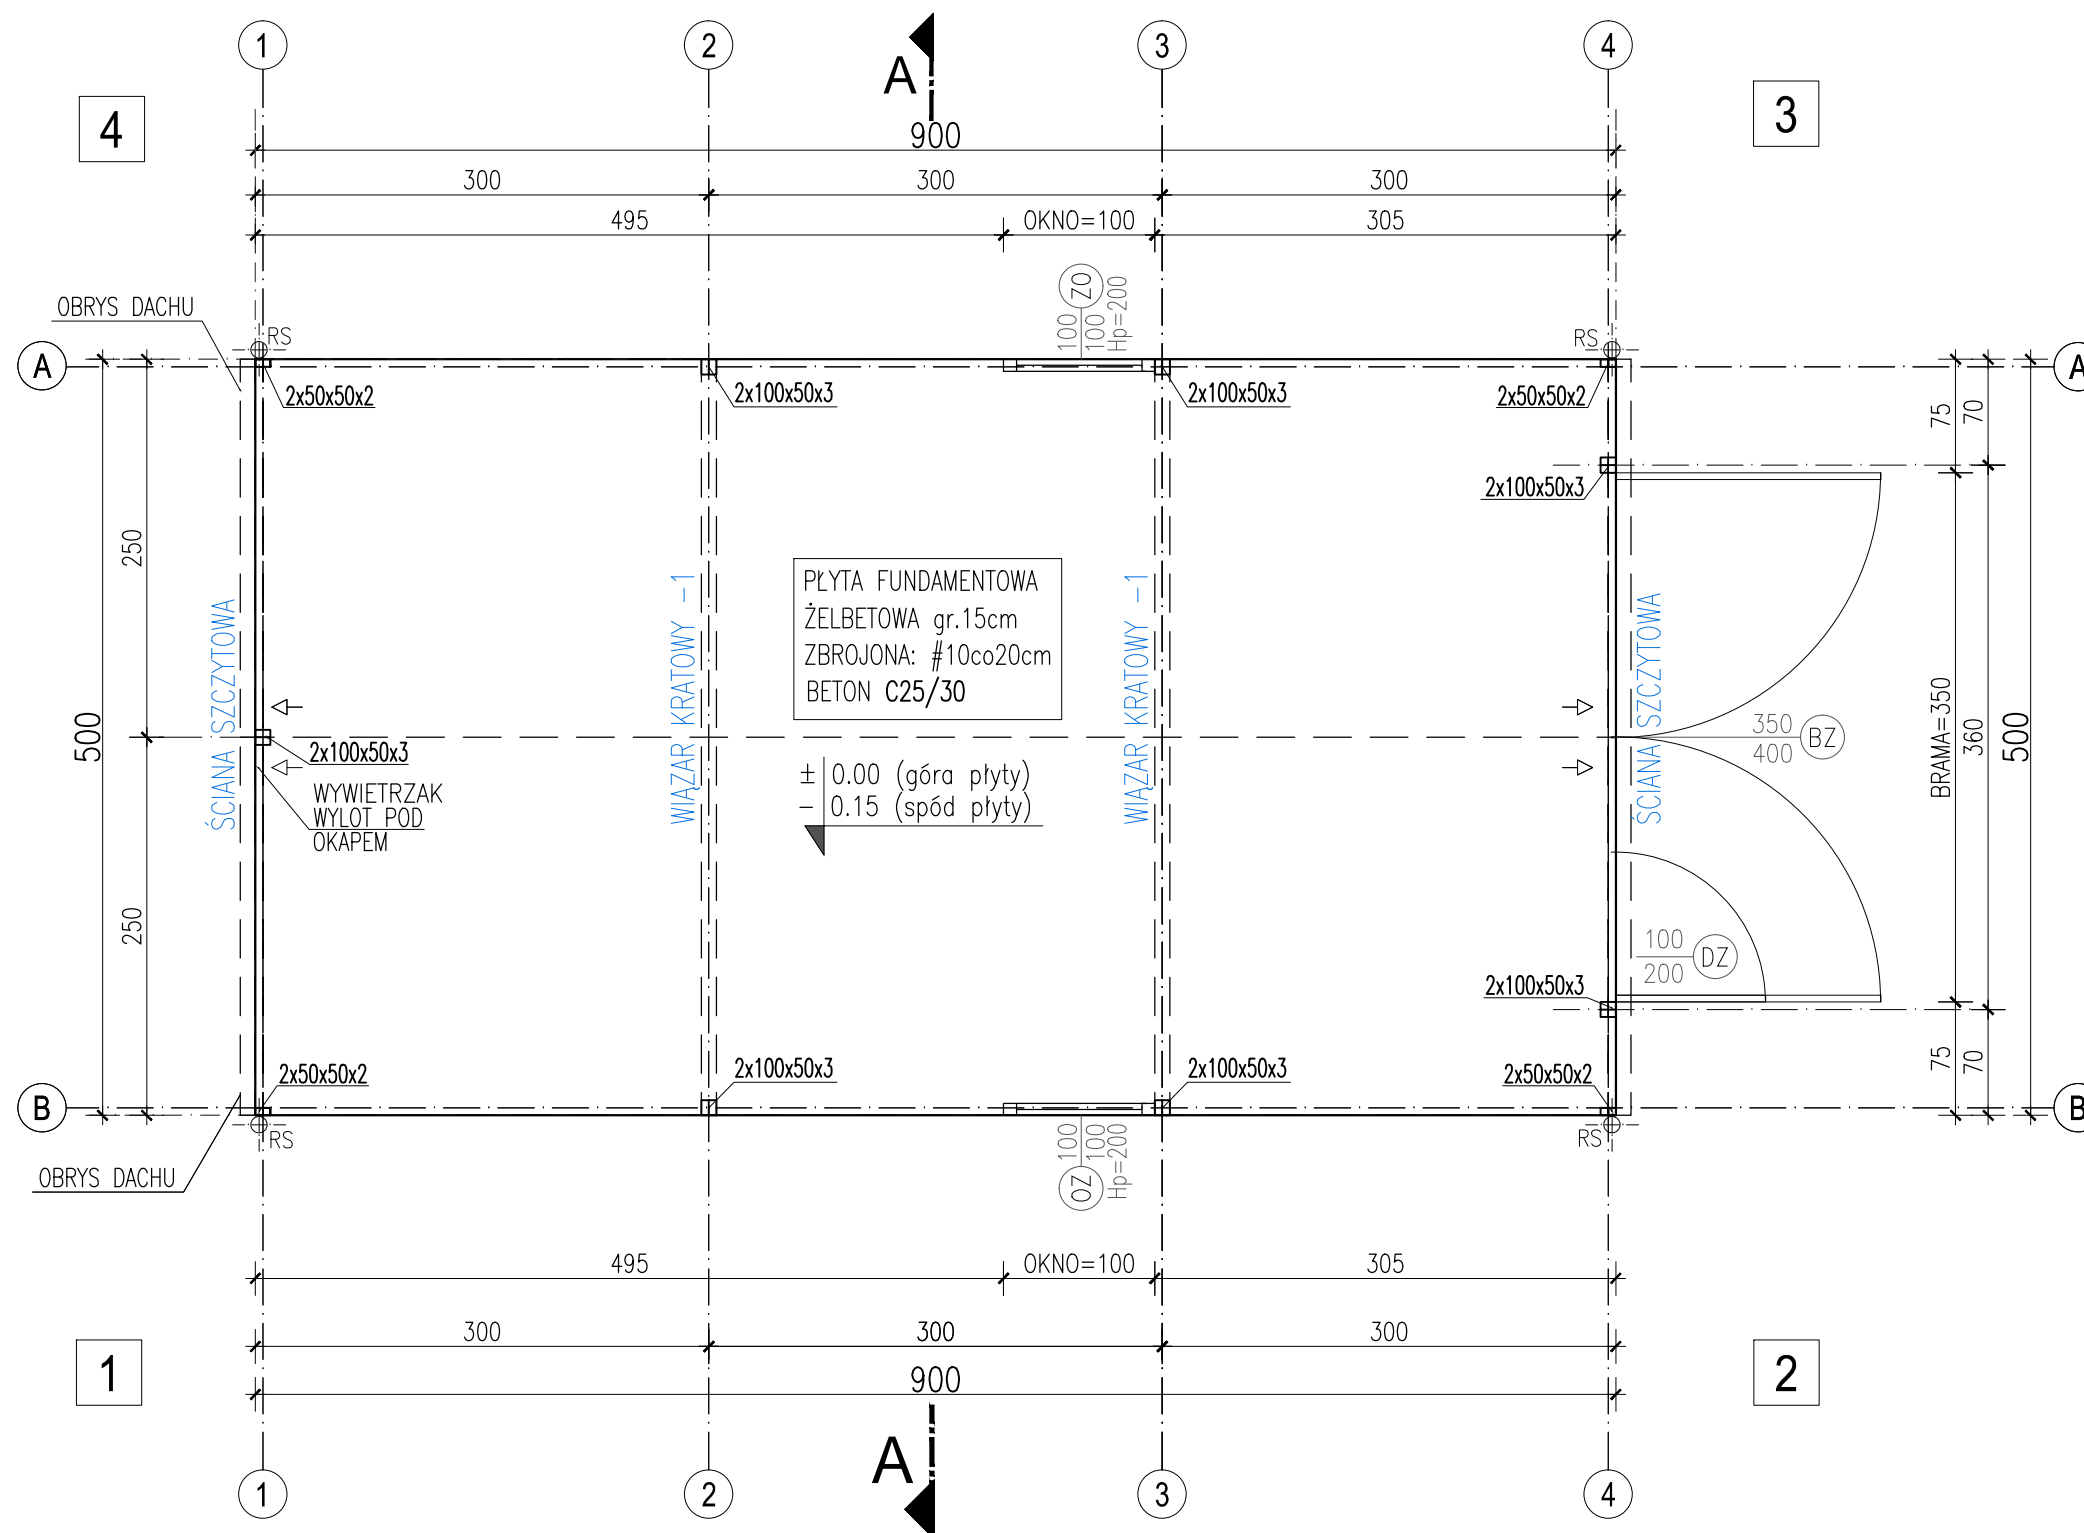 1
2
3
4
A
4
3
900
300
300
300
495
OKNO=100
305
OBRYS DACHU
ZO
100
100
Hp=200
RS
RS
A
A
2x50x50x2
2x100x50x3
2x100x50x3
2x50x50x2
75
70
2x100x50x3
250
PŁYTA FUNDAMENTOWA
ŻELBETOWA gr.15cm
ZBROJONA: #10co20cm
BETON C25/30
ŚCIANA SZCZYTOWA
WIĄZAR KRATOWY -1
WIĄZAR KRATOWY -1
ŚCIANA SZCZYTOWA
500
2x100x50x3
350
400
BZ
BRAMA=350
360
500
± 0.00 (góra płyty)
- 0.15 (spód płyty)
WYWIETRZAK
WYLOT POD
OKAPEM
250
100
200
DZ
2x100x50x3
75
70
2x50x50x2
2x100x50x3
2x100x50x3
2x50x50x2
B
B
RS
RS
100
100
Hp=200
OZ
OBRYS DACHU
495
OKNO=100
305
300
300
300
900
1
2
A
1
2
3
4